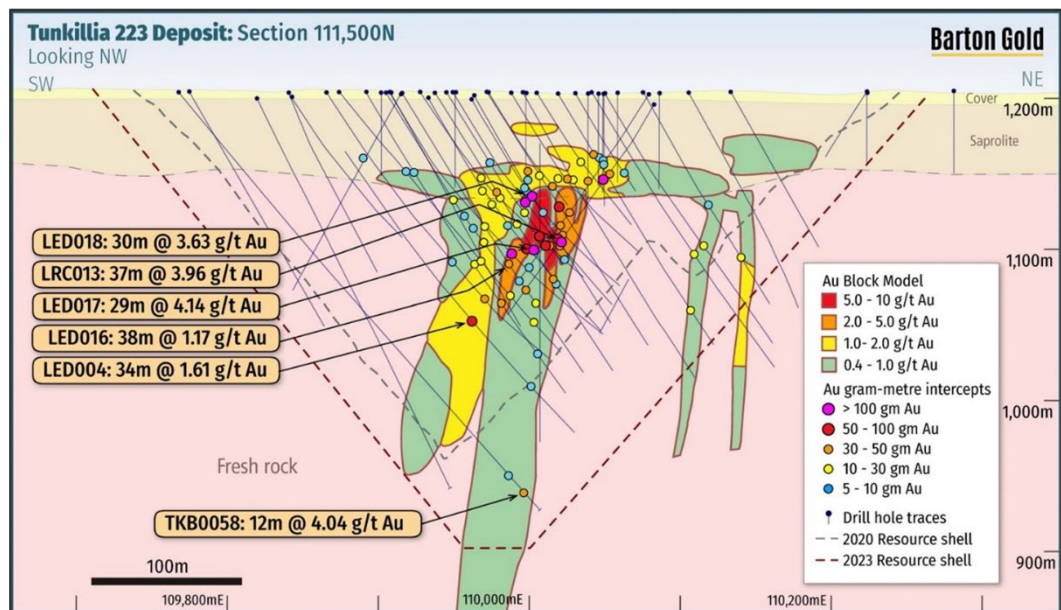 Tunkillia 223 Deposit: Section 111,500N
Looking NW
SW
Barton Gold
NE
Cover
1,200m
Saprolite
LED018: 30m @ 3.63 g/t Au
LRC013: 37m @ 3.96 g/t Au
LED017: 29m @ 4.14 g/t Au
LED016: 38m @ 1.17 g/t Au
LED004: 34m @ 1.61 g/t Au
1,100m
Au Block Model
5.0 - 10 g/t Au
2.0 - 5.0 g/t Au
1.0- 2.0 g/t Au
0.4 - 1.0 g/t Au
Au gram-metre intercepts
> 100 gm Au
50 - 100 gm Au
30 - 50 gm Au
10 - 30 gm Au
5 - 10 gm Au
Drill hole traces
2020 Resource shell
2023 Resource shell
1,000m
Fresh rock
TKB0058: 12m @ 4.04 g/t Au
100m
900m
109,800mE
110,000mE
110,200mE